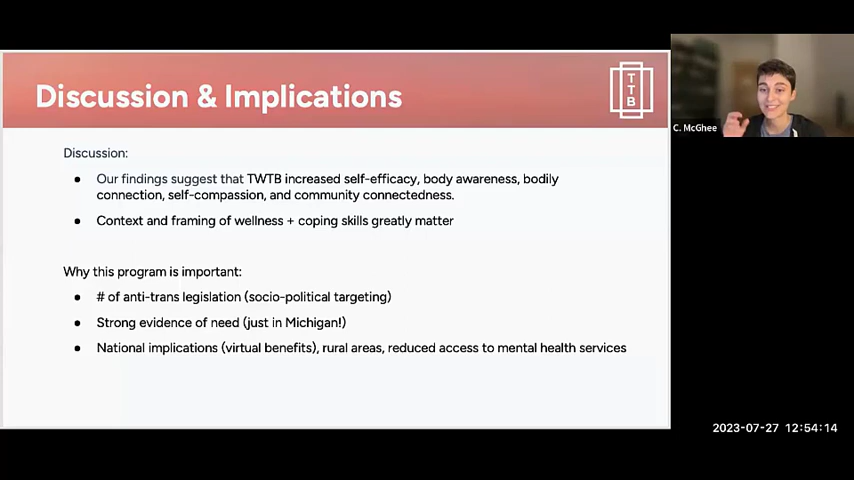 Discussion & Implications
T
T
B
C. McGhee
Discussion:
● Our findings suggest that TWTB increased self-efficacy, body awareness, bodily
connection, self-compassion, and community connectedness.
● Context and framing of wellness + coping skills greatly matter
Why this program is important:
● # of anti-trans legislation (socio-political targeting)
● Strong evidence of need (just in Michigan!)
● National implications (virtual benefits), rural areas, reduced access to mental health services
2023-07-27 12:54:14